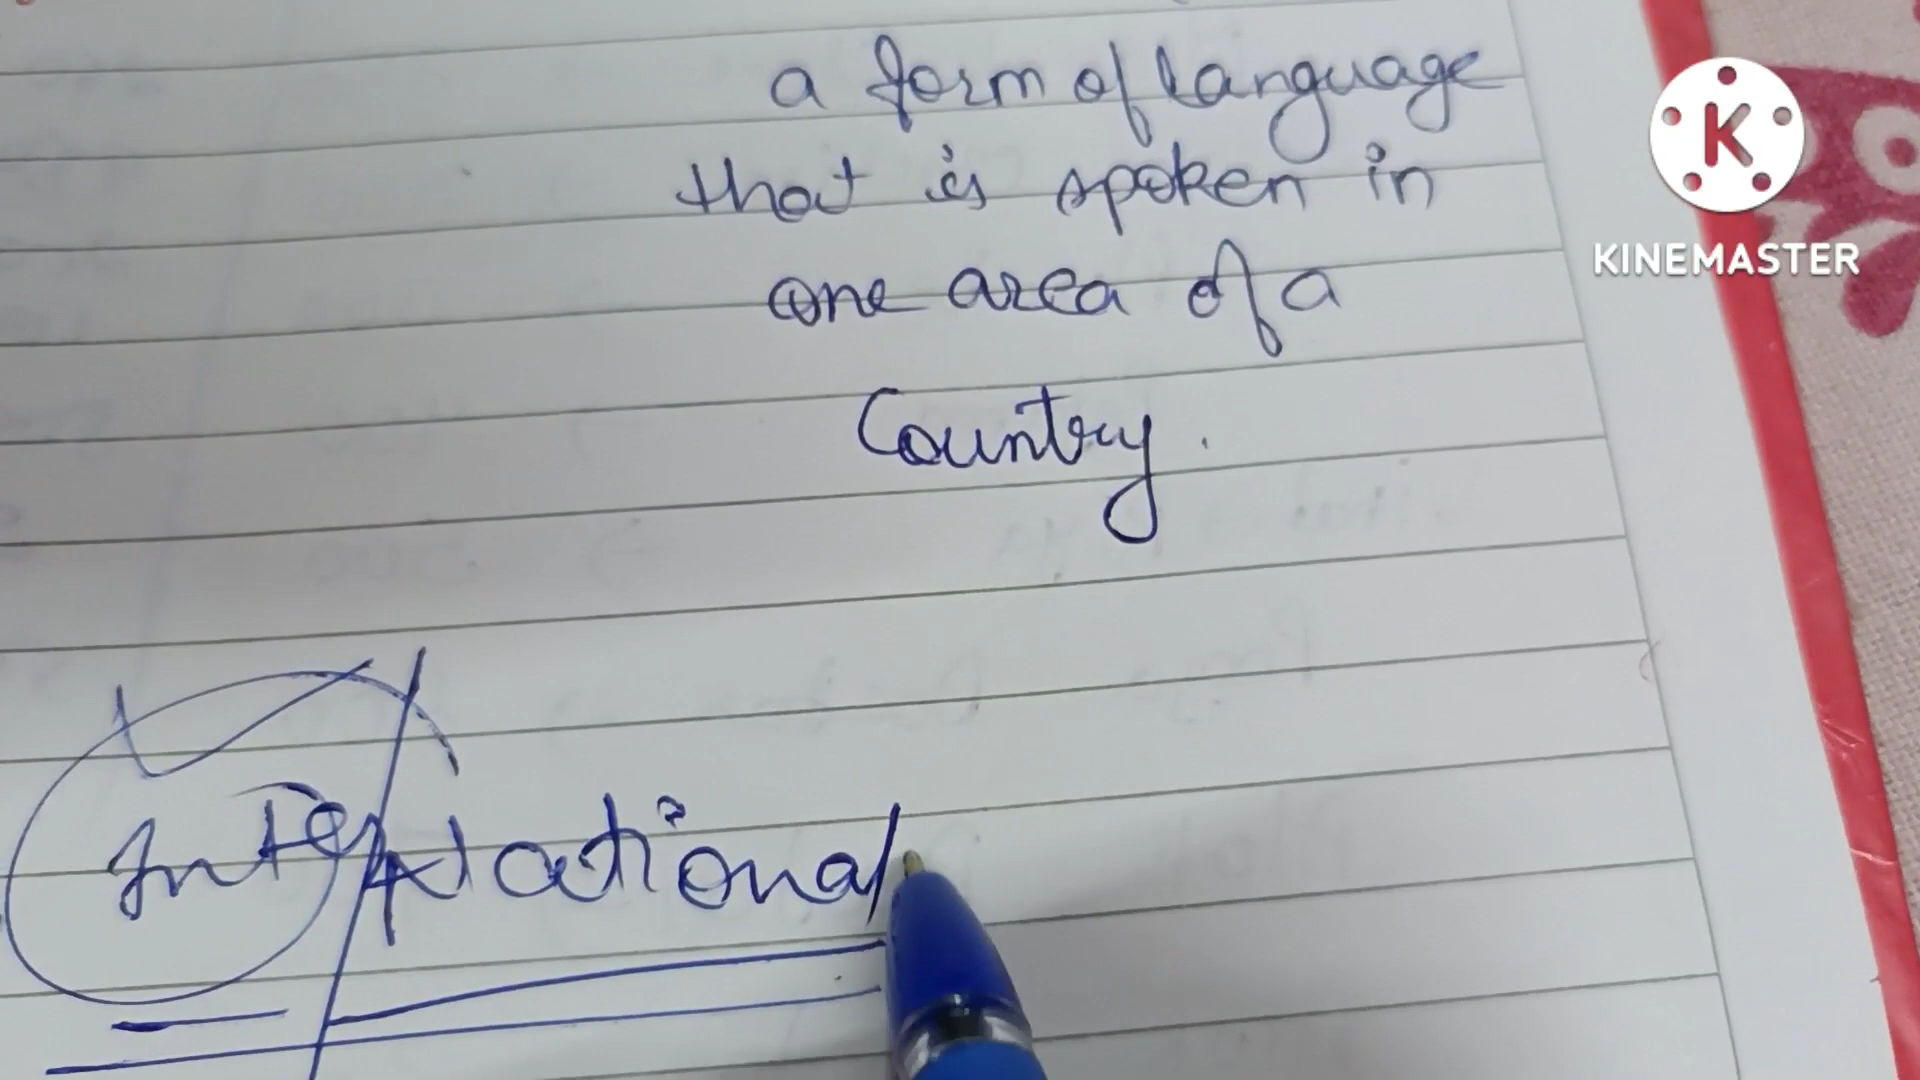 a form of language
that is spoken in
one area of a
Country.
InterNational
K
KINEMASTER